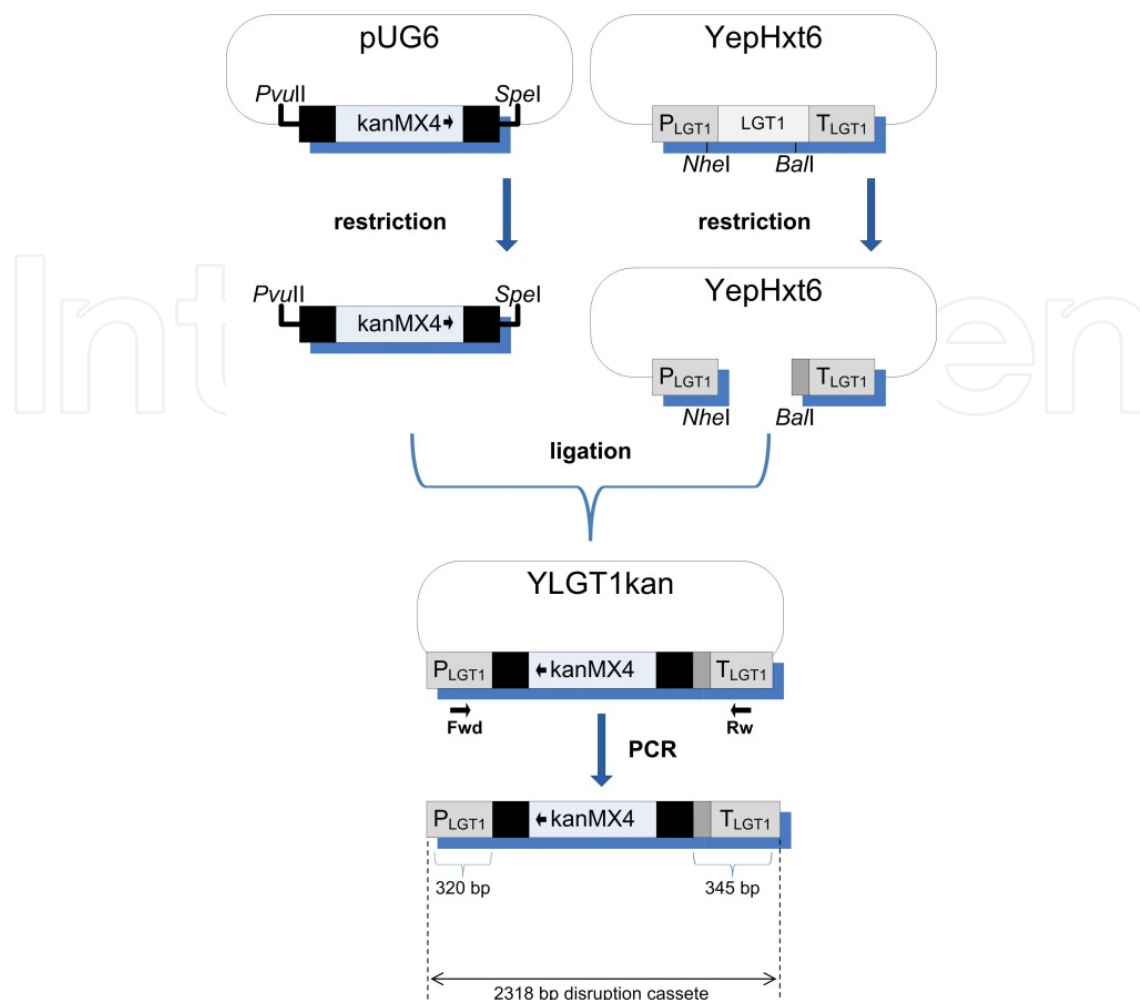 pUG6 YepHxt6
PvuII SpeI
kanMX4 PLGT1 LGT1 TLGT1
NheI BalI
restriction restriction
YepHxt6
PvuII SpeI
kanMX4
PLGT1 TLGT1
NheI BalI
ligation
YLGT1kan
PLGT1 kanMX4 TLGT1
Fwd Rw
PCR
PLGT1 kanMX4 TLGT1
320 bp 345 bp
2318 bp disruption cassete